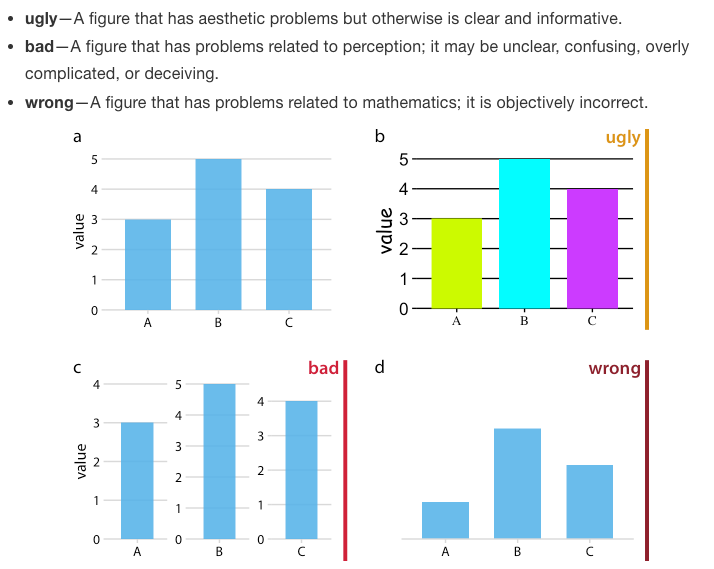 • ugly—A figure that has aesthetic problems but otherwise is clear and informative.
• bad—A figure that has problems related to perception; it may be unclear, confusing, overly
complicated, or deceiving.
• wrong—A figure that has problems related to mathematics; it is objectively incorrect.
a
5
4
3
2
1
0
value
A B C
b
ugly
5
4
3
2
1
0
value
A B C
c
bad
4
3
2
1
0
value
A
5
4
3
2
1
0
B
4
3
2
1
0
C
d
wrong
A B C